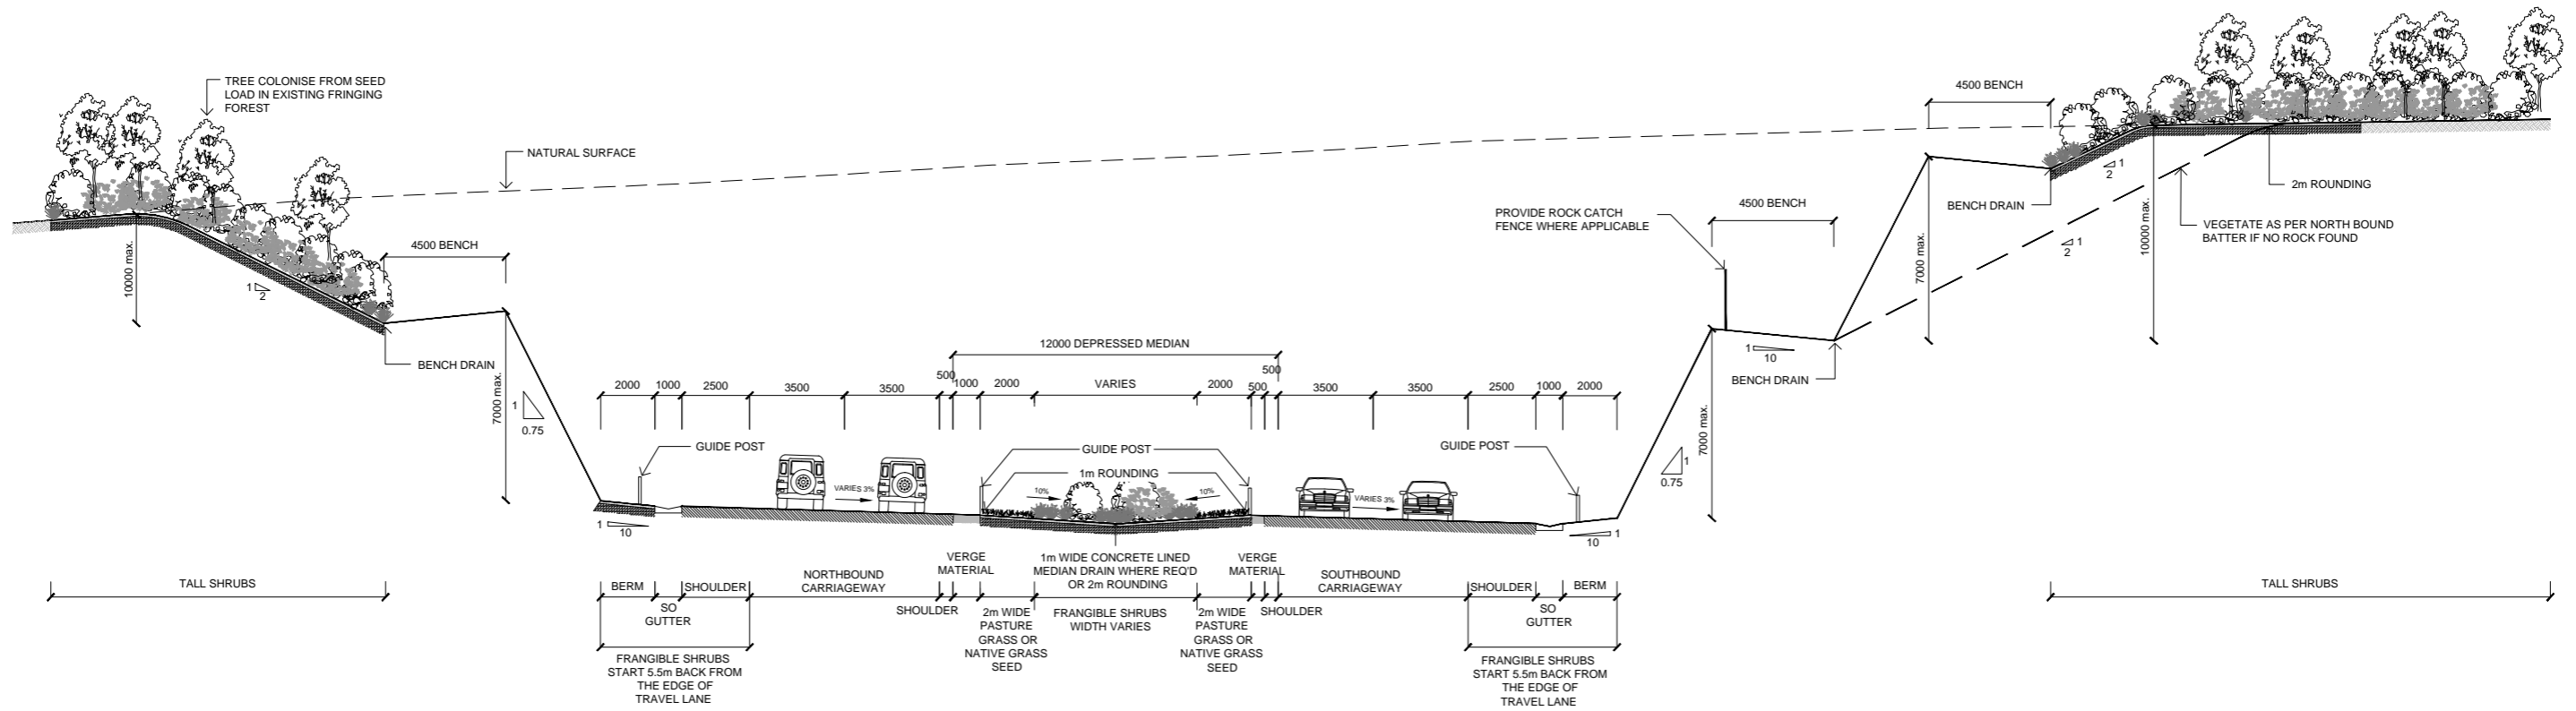 TREE COLONISE FROM SEED
LOAD IN EXISTING FRINGING
FOREST
NATURAL SURFACE
10000 max.
1
2
4500 BENCH
BENCH DRAIN
7000 max.
1
0.75
12000 DEPRESSED MEDIAN
2000
1000
2500
3500
3500
500
1000
2000
VARIES
2000
500
500
3500
3500
2500
1000
2000
GUIDE POST
GUIDE POST
1m ROUNDING
GUIDE POST
VARIES 3%
10%
10%
VARIES 3%
1
10
1
10
PROVIDE ROCK CATCH
FENCE WHERE APPLICABLE
4500 BENCH
1
10
BENCH DRAIN
7000 max.
1
0.75
4500 BENCH
7000 max.
BENCH DRAIN
1
2
10000 max.
1
2
2m ROUNDING
VEGETATE AS PER NORTH BOUND
BATTER IF NO ROCK FOUND
TALL SHRUBS
BERM
SO
GUTTER
SHOULDER
NORTHBOUND
CARRIAGEWAY
SHOULDER
VERGE
MATERIAL
1m WIDE CONCRETE LINED
MEDIAN DRAIN WHERE REQ'D
OR 2m ROUNDING
VERGE
MATERIAL
SHOULDER
SOUTHBOUND
CARRIAGEWAY
SHOULDER
SO
GUTTER
BERM
TALL SHRUBS
FRANGIBLE SHRUBS
START 5.5m BACK FROM
THE EDGE OF
TRAVEL LANE
2m WIDE
PASTURE
GRASS OR
NATIVE GRASS
SEED
FRANGIBLE SHRUBS
WIDTH VARIES
2m WIDE
PASTURE
GRASS OR
NATIVE GRASS
SEED
FRANGIBLE SHRUBS
START 5.5m BACK FROM
THE EDGE OF
TRAVEL LANE